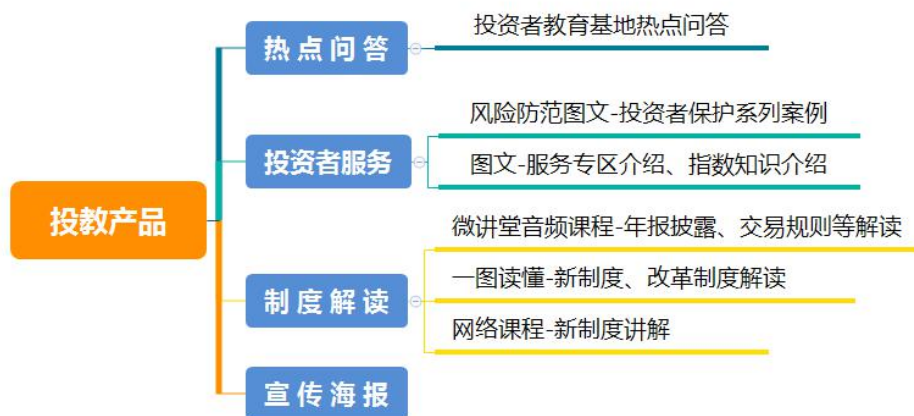 投教产品
热点问答
投资者教育基地热点问答
投资者服务
风险防范图文-投资者保护系列案例
图文-服务专区介绍、指数知识介绍
制度解读
微讲堂音频课程-年报披露、交易规则等解读
一图读懂-新制度、改革制度解读
网络课程-新制度讲解
宣传海报